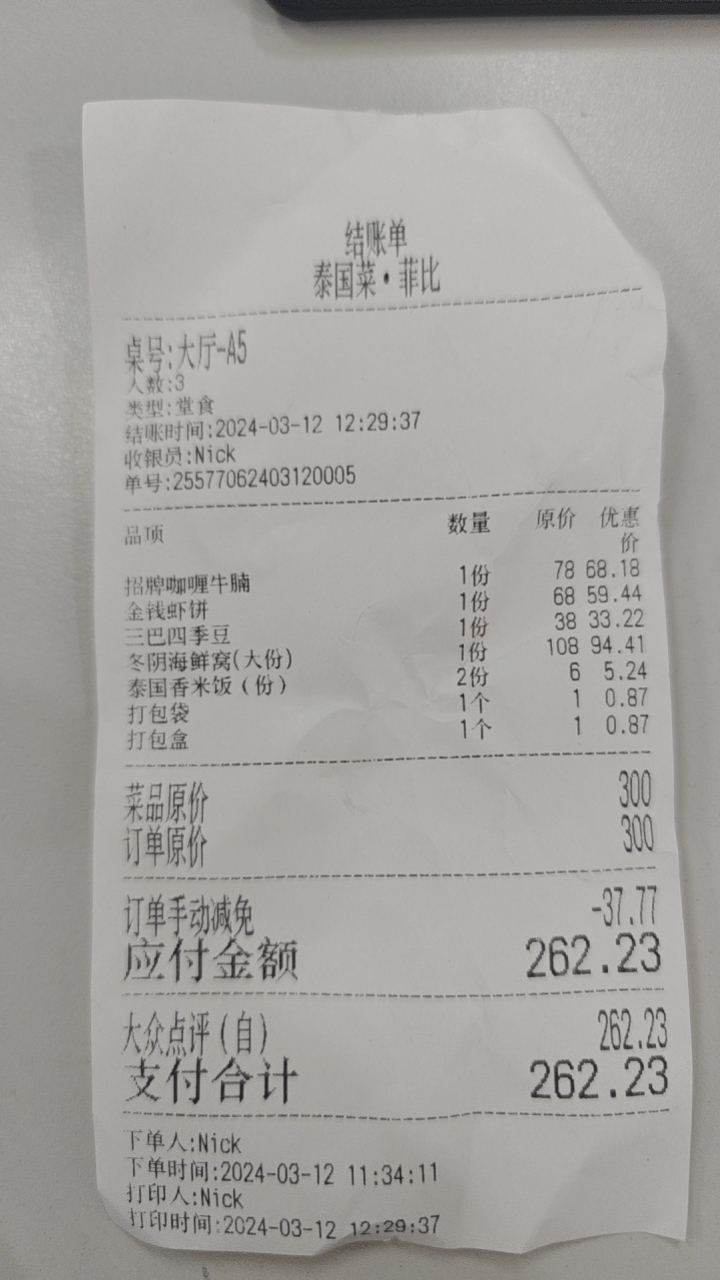 结账单
泰国菜·菲比
桌号:大厅-A5
人数:3
类型:堂食
结账时间:2024-03-12 12:29:37
收银员:Nick
单号:25577062403120005
品项 数量 原价 优惠价
招牌咖喱牛腩 1份 78 68.18
金钱虾饼 1份 68 59.44
三巴四季豆 1份 38 33.22
冬阴海鲜窝(大份) 1份 108 94.41
泰国香米饭(份) 2份 6 5.24
打包袋 1个 1 0.87
打包盒 1个 1 0.87
菜品原价 300
订单原价 300
订单手动减免 -37.77
应付金额 262.23
大众点评(自) 262.23
支付合计 262.23
下单人:Nick
下单时间:2024-03-12 11:34:11
打印人:Nick
打印时间:2024-03-12 12:29:37